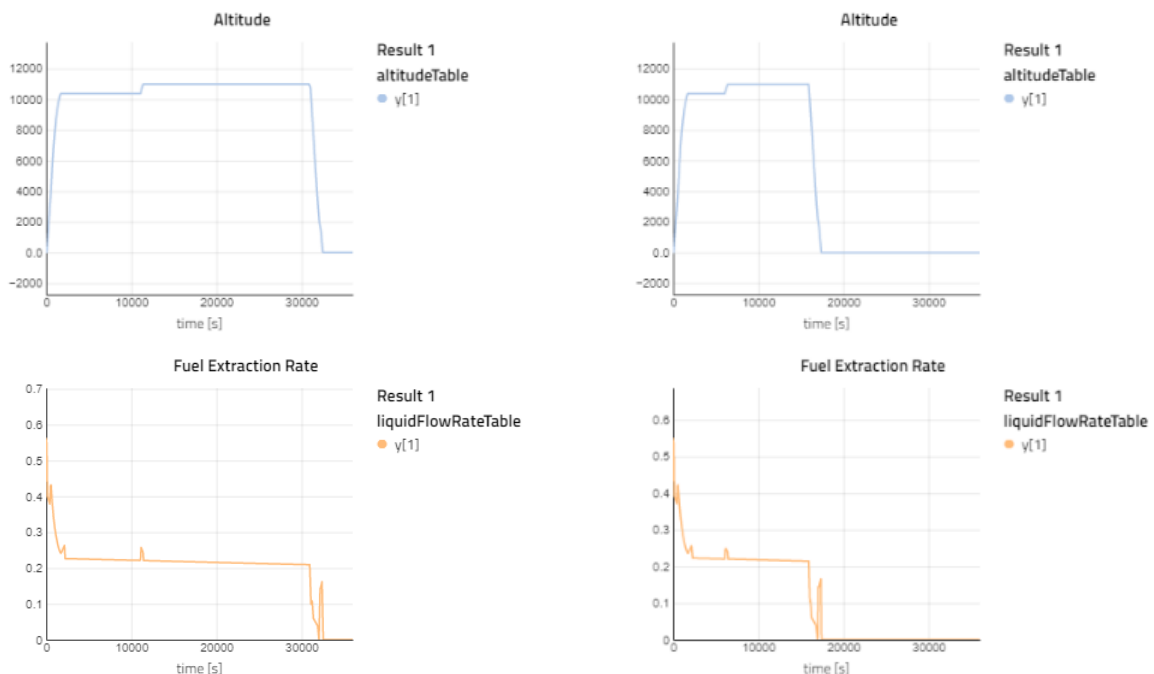 Altitude
Result 1
altitudeTable
y[1]
12000
10000
8000
6000
4000
2000
0.0
−2000
0
10000
20000
30000
time [s]
Altitude
Result 1
altitudeTable
y[1]
12000
10000
8000
6000
4000
2000
0.0
−2000
0
10000
20000
30000
time [s]
Fuel Extraction Rate
Result 1
liquidFlowRateTable
y[1]
0.7
0.6
0.5
0.4
0.3
0.2
0.1
0
0
10000
20000
30000
time [s]
Fuel Extraction Rate
Result 1
liquidFlowRateTable
y[1]
0.6
0.5
0.4
0.3
0.2
0.1
0
0
10000
20000
30000
time [s]